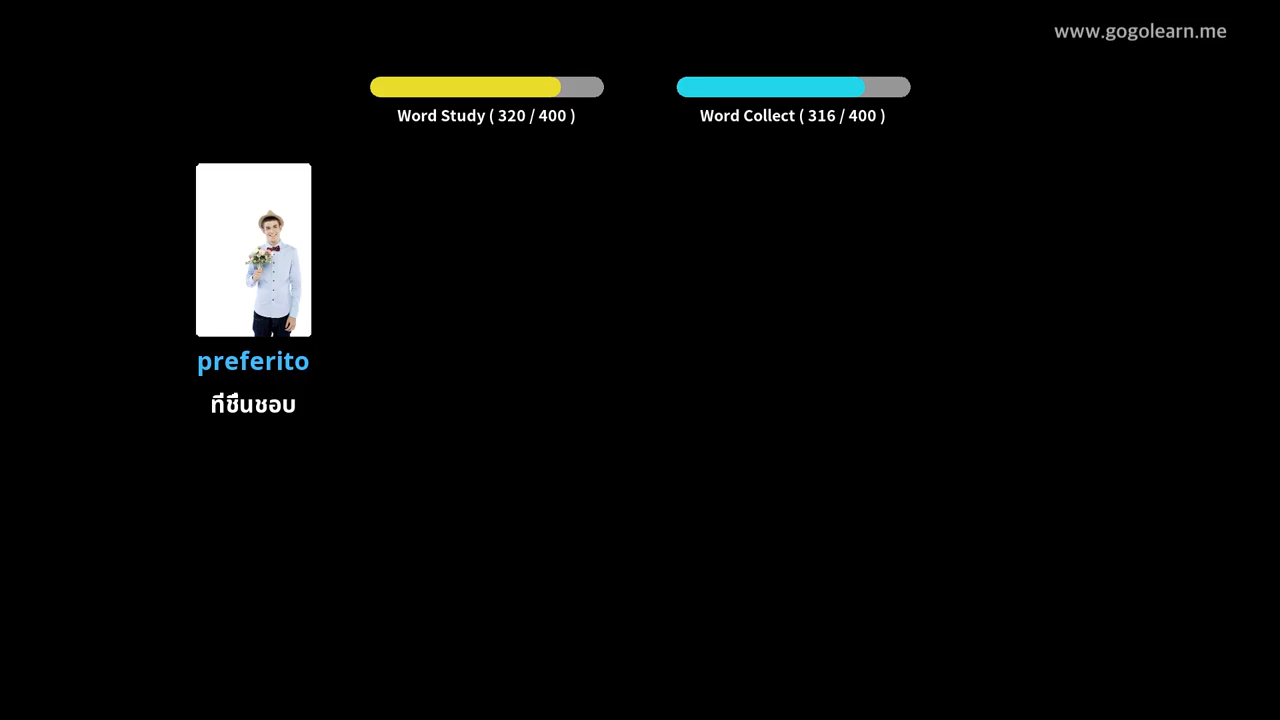 www.gogolearn.me
Word Study ( 320 / 400 )
Word Collect ( 316 / 400 )
preferito
ที่ชื่นชอบ